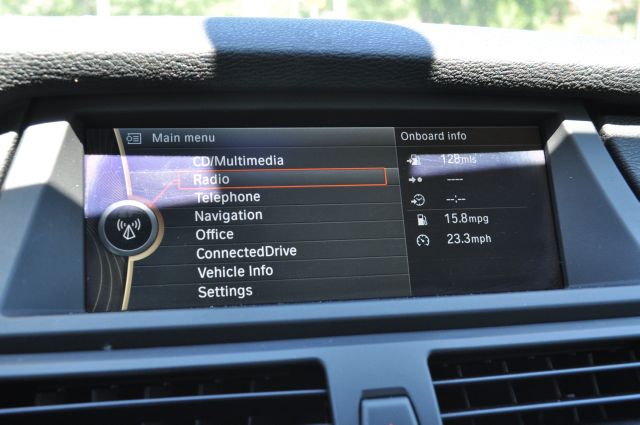 Main menu
CD/Multimedia
Radio
Telephone
Navigation
Office
ConnectedDrive
Vehicle Info
Settings
Onboard info
128mls
----
--:--
15.8mpg
23.3mph